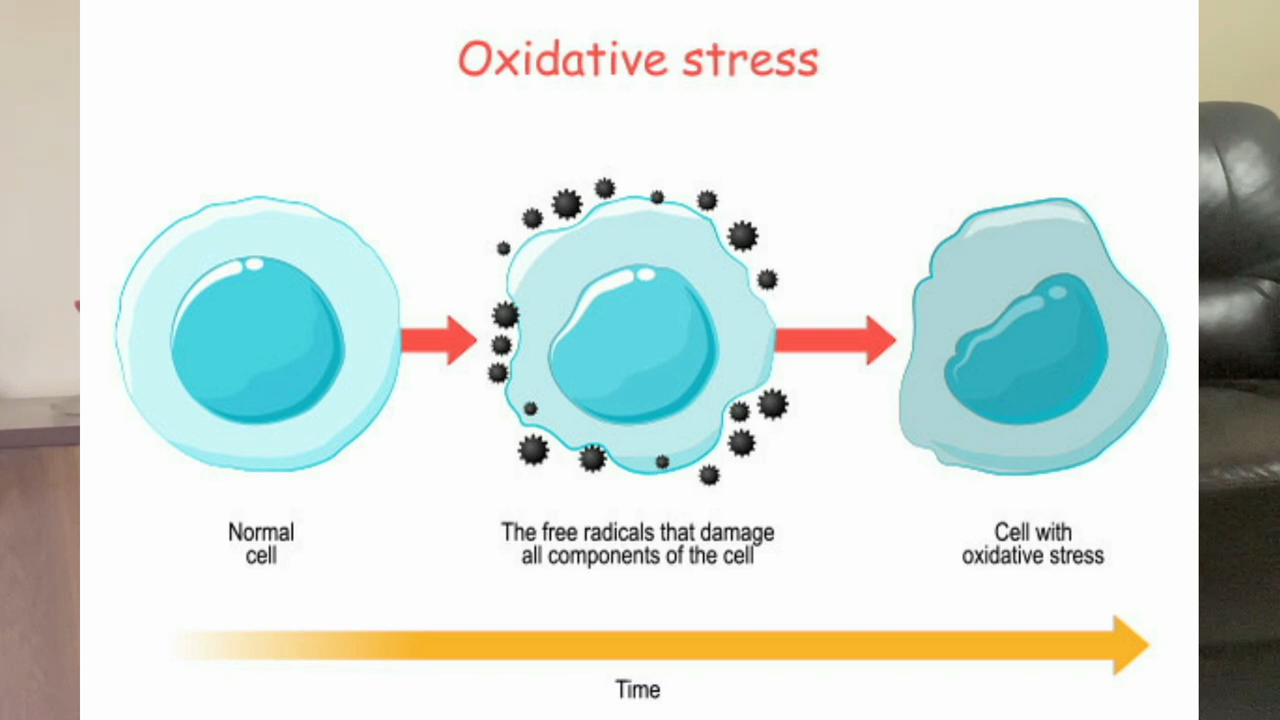 Oxidative stress
Normal
cell
The free radicals that damage
all components of the cell
Cell with
oxidative stress
Time